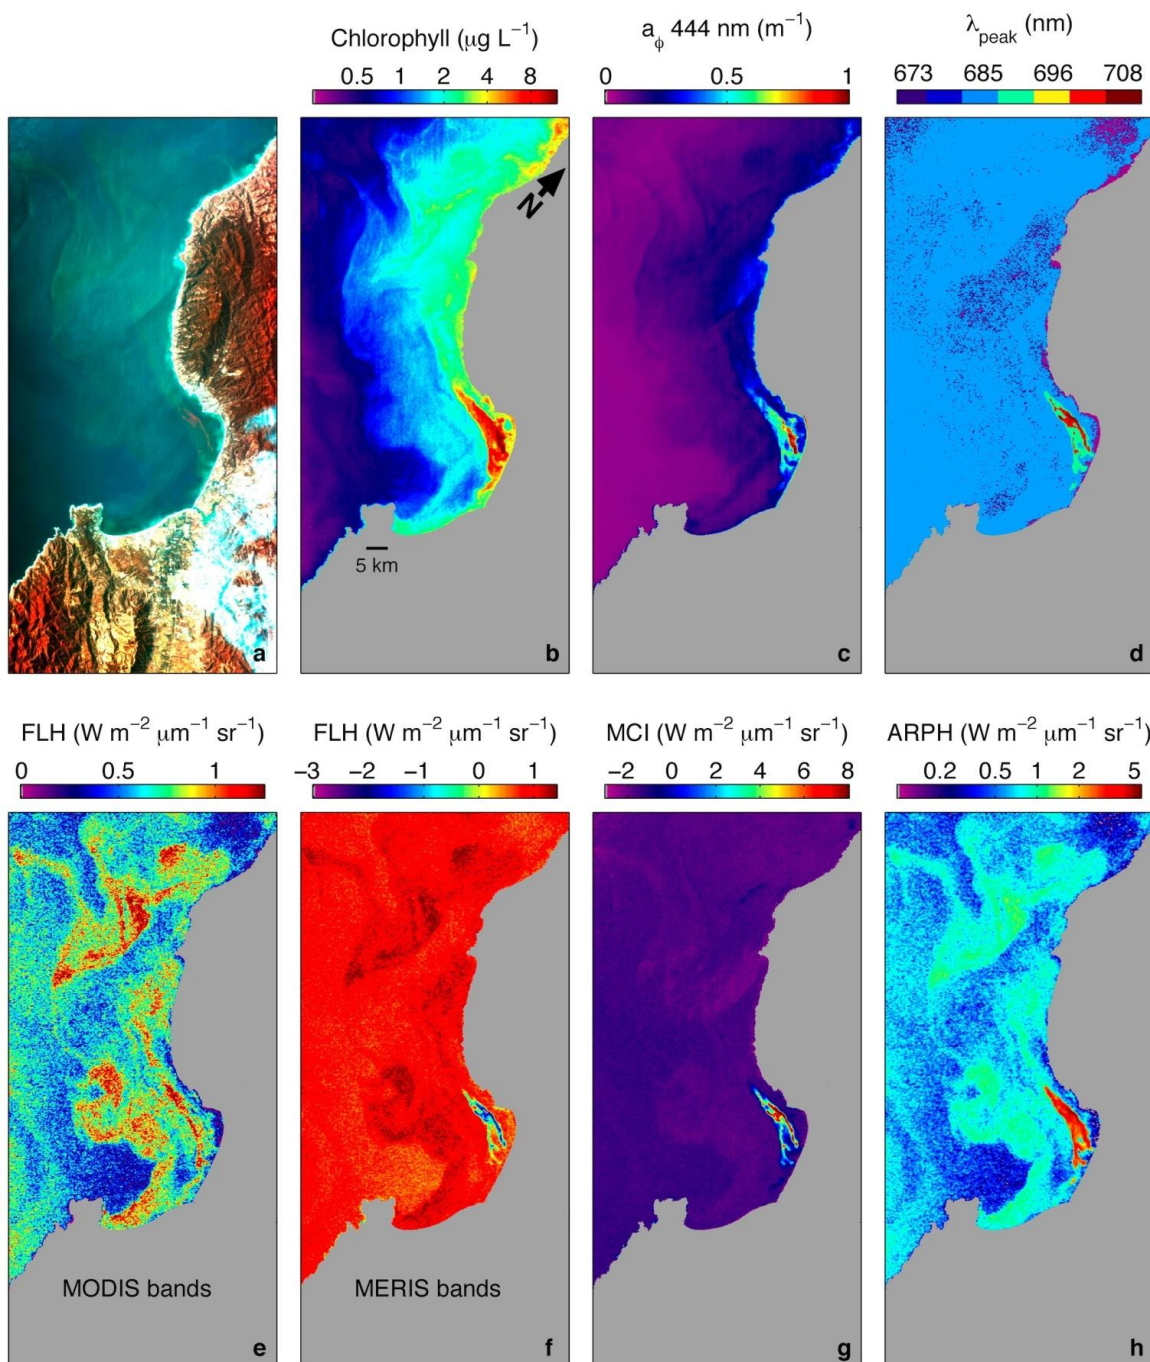 Chlorophyll (μg L⁻¹)
0.5 1 2 4 8
a_ϕ 444 nm (m⁻¹)
0 0.5 1
λ_peak (nm)
673 685 696 708
N
5 km
a
b
c
d
FLH (W m⁻² μm⁻¹ sr⁻¹)
0 0.5 1
FLH (W m⁻² μm⁻¹ sr⁻¹)
−3 −2 −1 0 1
MCI (W m⁻² μm⁻¹ sr⁻¹)
−2 0 2 4 6 8
ARPH (W m⁻² μm⁻¹ sr⁻¹)
0.2 0.5 1 2 5
MODIS bands
MERIS bands
e
f
g
h